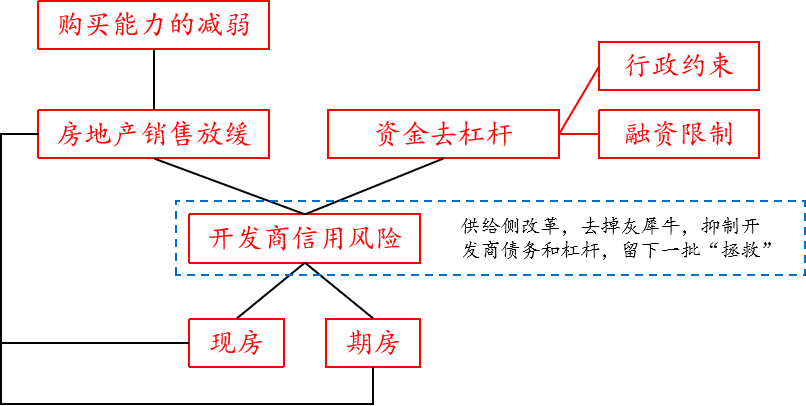 购买能力的减弱
行政约束
房地产销售放缓
资金去杠杆
融资限制
开发商信用风险
供给侧改革，去掉灰犀牛，抑制开
发商债务和杠杆，留下一批“拯救”
现房
期房